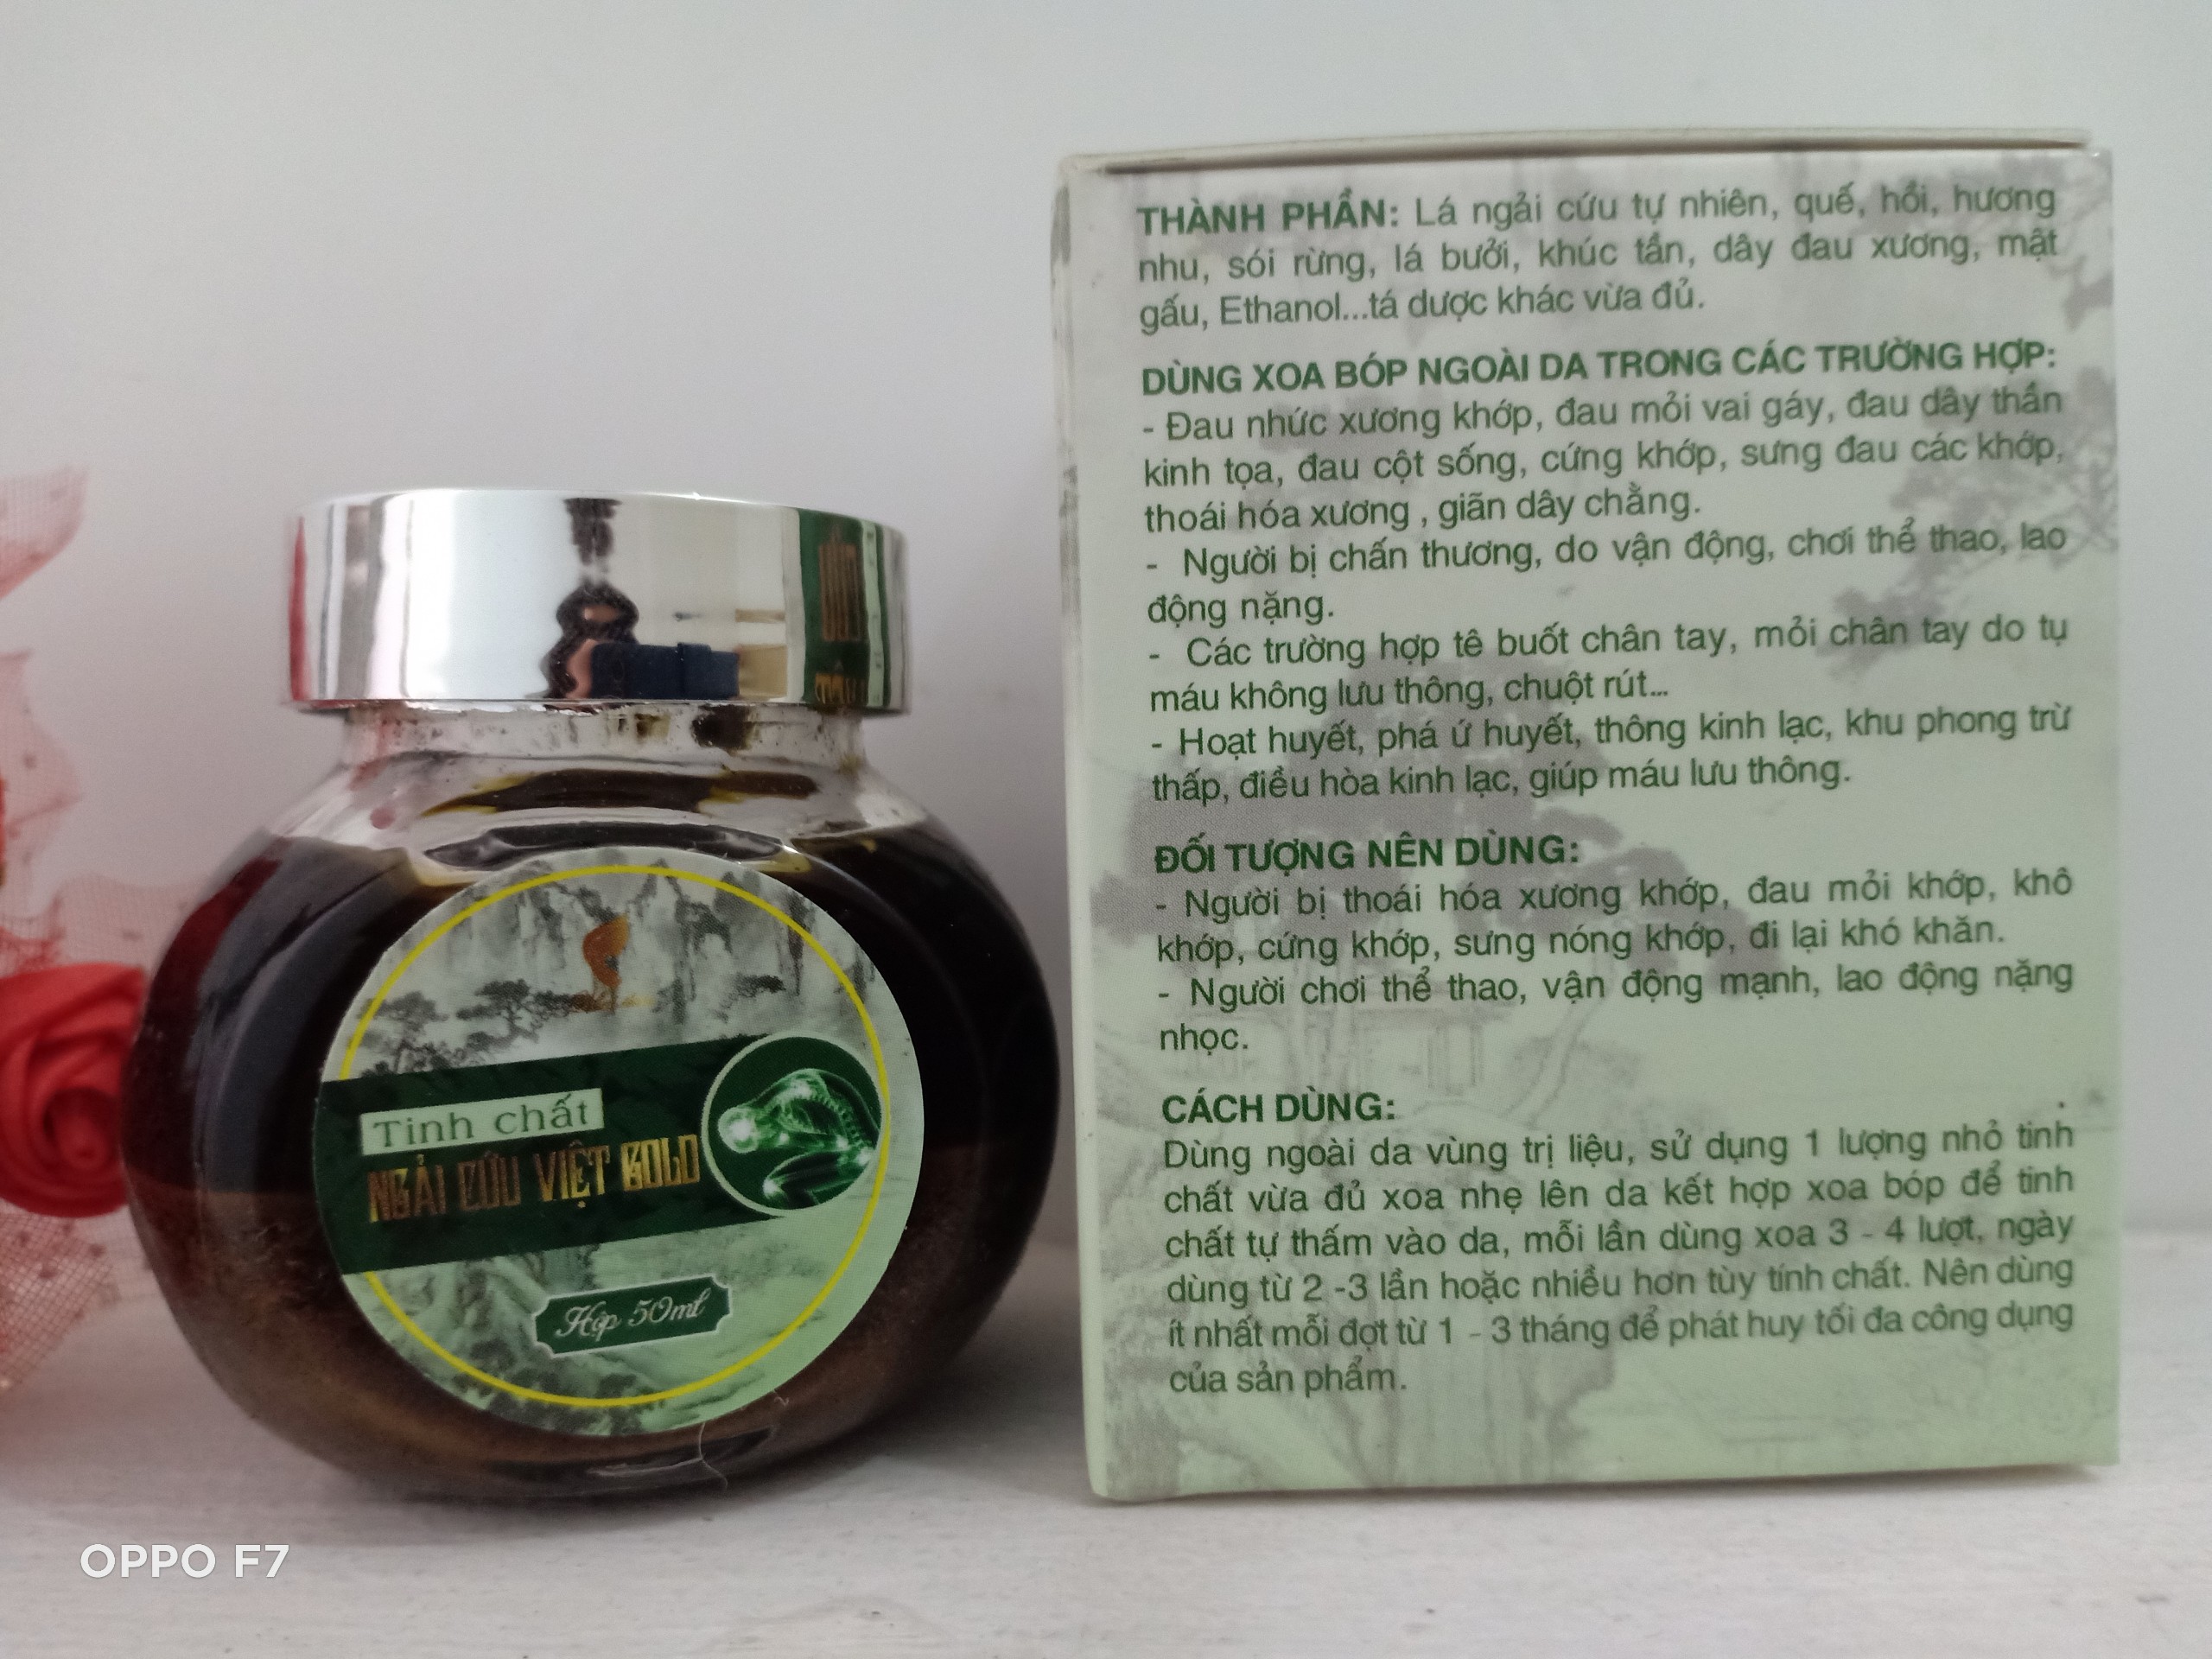 Tinh chất
NGẢI CỨU VIỆT GOLD
Hộp 50ml
THÀNH PHẦN: Lá ngải cứu tự nhiên, quế, hồi, hương
nhu, sói rừng, lá bưởi, khúc tần, dây đau xương, mật
gấu, Ethanol...tá dược khác vừa đủ.
DÙNG XOA BÓP NGOÀI DA TRONG CÁC TRƯỜNG HỢP:
- Đau nhức xương khớp, đau mỏi vai gáy, đau dây thần
kinh tọa, đau cột sống, cứng khớp, sưng đau các khớp,
thoái hóa xương , giãn dây chằng.
- Người bị chấn thương, do vận động, chơi thể thao, lao
động nặng.
- Các trường hợp tê buốt chân tay, mỏi chân tay do tụ
máu không lưu thông, chuột rút...
- Hoạt huyết, phá ứ huyết, thông kinh lạc, khu phong trừ
thấp, điều hòa kinh lạc, giúp máu lưu thông.
ĐỐI TƯỢNG NÊN DÙNG:
- Người bị thoái hóa xương khớp, đau mỏi khớp, khô
khớp, cứng khớp, sưng nóng khớp, đi lại khó khăn.
- Người chơi thể thao, vận động mạnh, lao động nặng
nhọc.
CÁCH DÙNG:
Dùng ngoài da vùng trị liệu, sử dụng 1 lượng nhỏ tinh
chất vừa đủ xoa nhẹ lên da kết hợp xoa bóp để tinh
chất tự thấm vào da, mỗi lần dùng xoa 3 - 4 lượt, ngày
dùng từ 2 -3 lần hoặc nhiều hơn tùy tính chất. Nên dùng
ít nhất mỗi đợt từ 1 - 3 tháng để phát huy tối đa công dụng
của sản phẩm.
OPPO F7